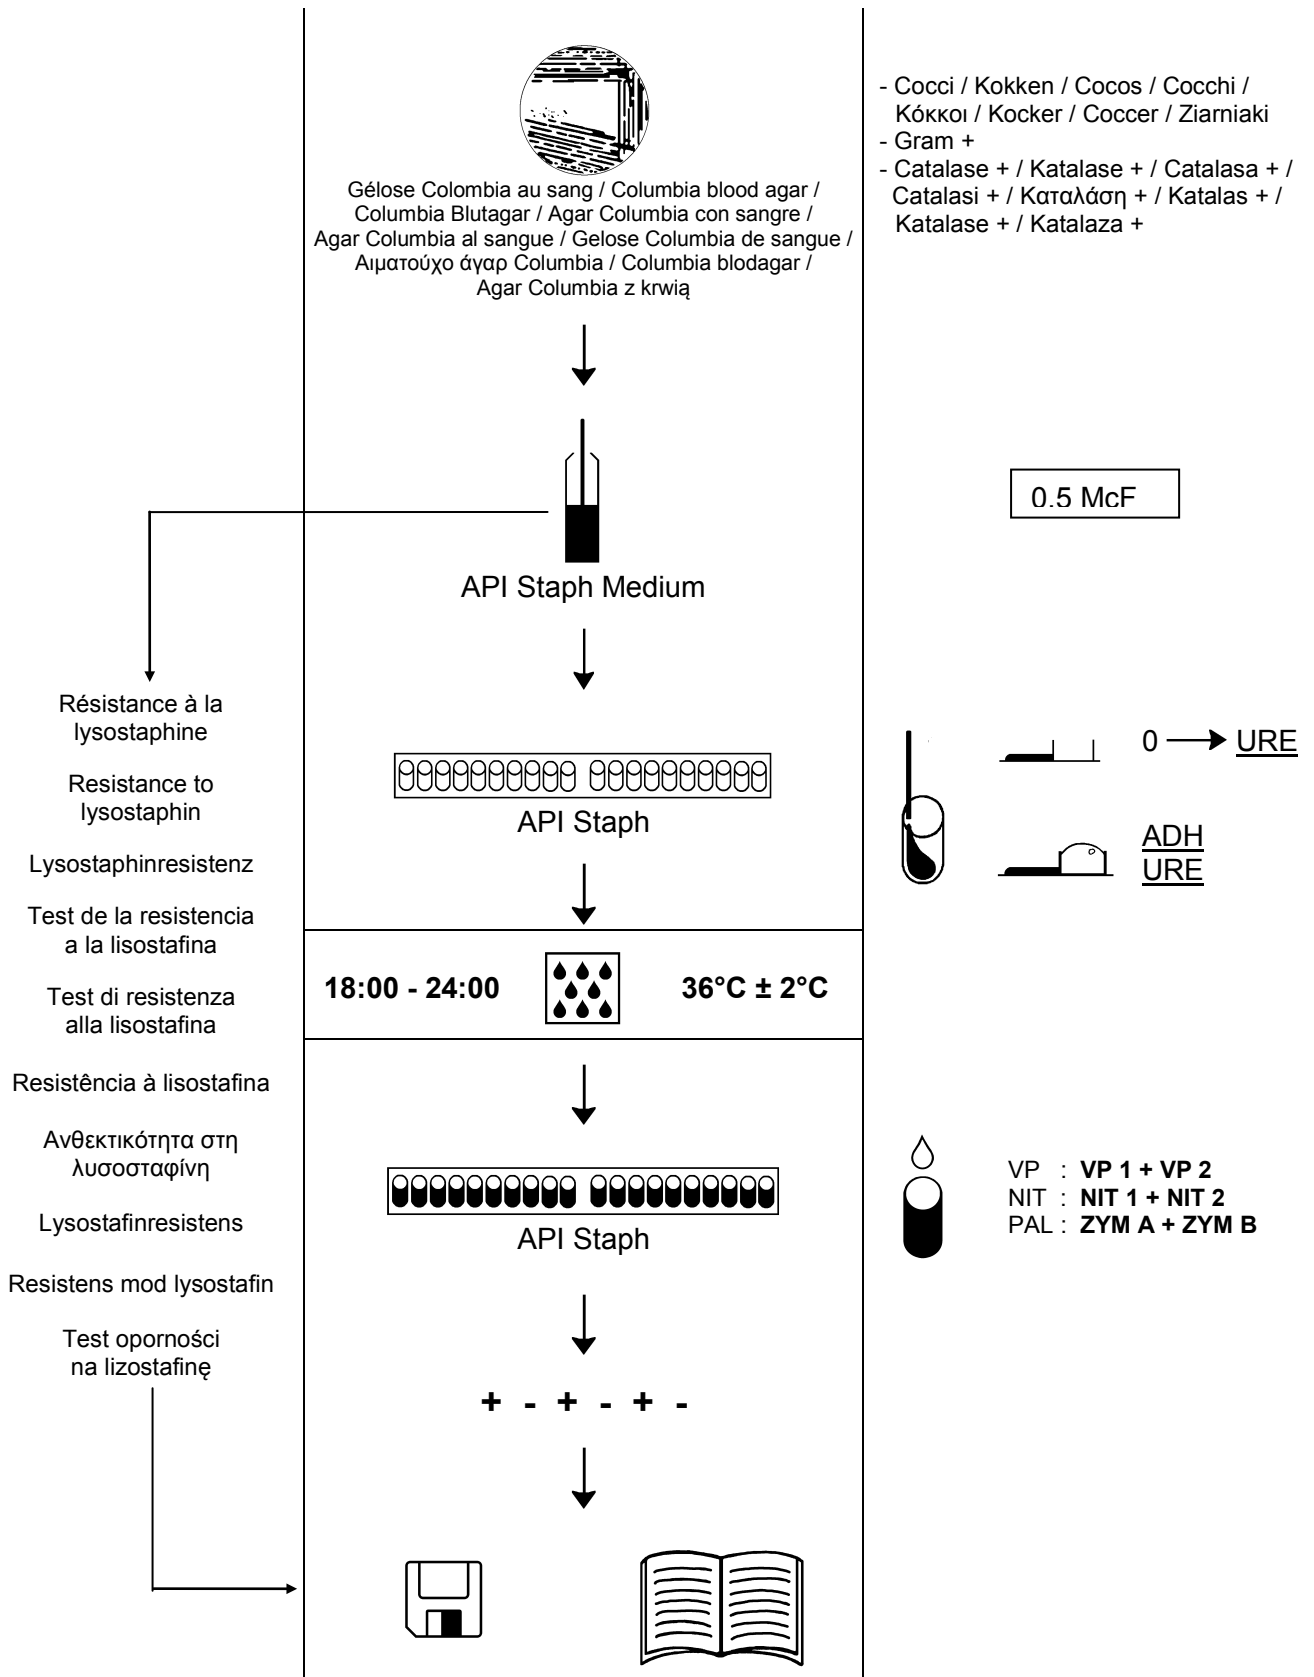 Gélose Colombia au sang / Columbia blood agar /
Columbia Blutagar / Agar Columbia con sangre /
Agar Columbia al sangue / Gelose Columbia de sangue /
Αιματούχο άγαρ Columbia / Columbia blodagar /
Agar Columbia z krwią
- Cocci / Kokken / Cocos / Cocchi /
Κόκκοι / Kocker / Coccer / Ziarniaki
- Gram +
- Catalase + / Katalase + / Catalasa + /
Catalasi + / Καταλάση + / Katalas + /
Katalase + / Katalaza +
API Staph Medium
0.5 McF
Résistance à la
lysostaphine
Resistance to
lysostaphin
Lysostaphinresistenz
Test de la resistencia
a la lisostafina
Test di resistenza
alla lisostafina
Resistência à lisostafina
Ανθεκτικότητα στη
λυσοσταφίνη
Lysostafinresistens
Resistens mod lysostafin
Test oporności
na lizostafinę
API Staph
0 → URE
ADH
URE
18:00 - 24:00 36°C ± 2°C
API Staph
VP : VP 1 + VP 2
NIT : NIT 1 + NIT 2
PAL : ZYM A + ZYM B
+ - + - + -